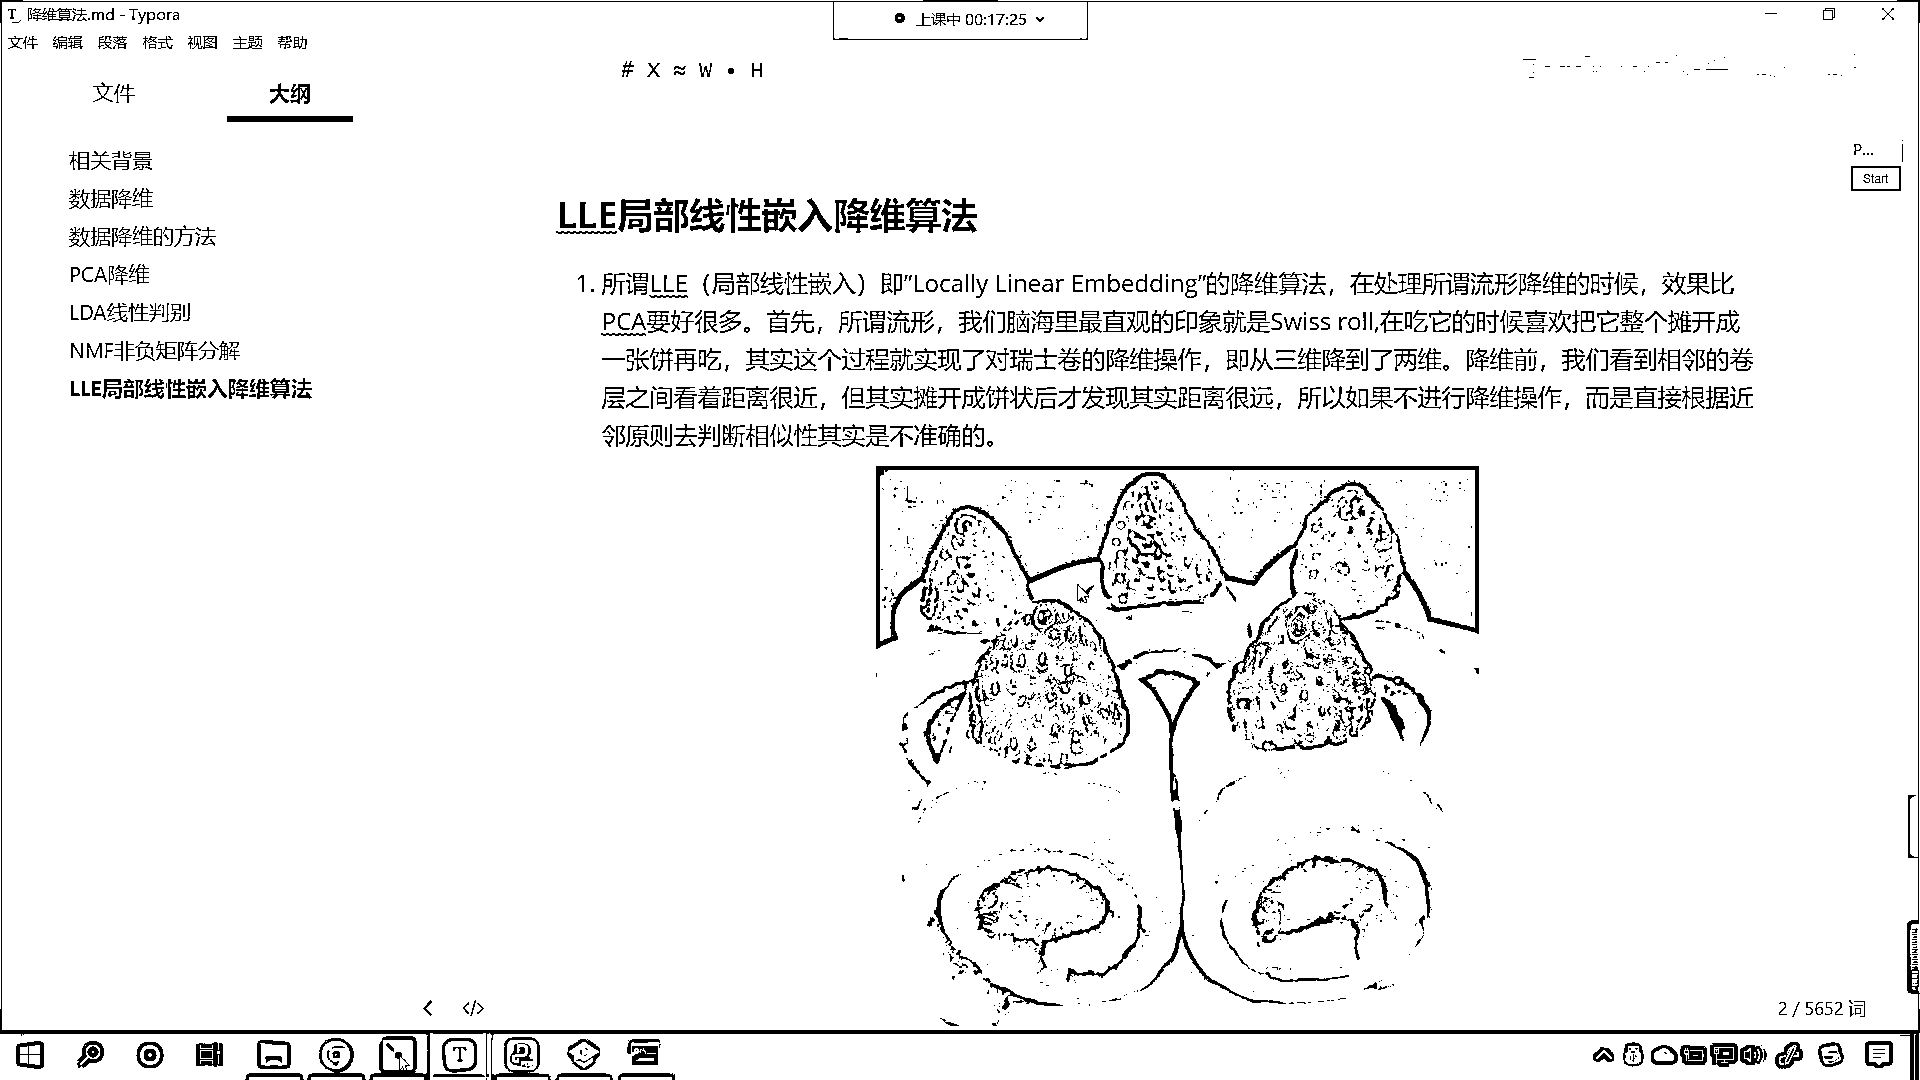 降维算法.md - Typora
上课中 00:17:25
文件 编辑 段落 格式 视图 主题 帮助
文件 大纲
相关背景
数据降维
数据降维的方法
PCA降维
LDA线性判别
NMF非负矩阵分解
LLE局部线性嵌入降维算法
# X ≈ W • H
P...
Start
LLE局部线性嵌入降维算法
1. 所谓LLE（局部线性嵌入）即"Locally Linear Embedding"的降维算法，在处理所谓流形降维的时候，效果比
PCA要好很多。首先，所谓流形，我们脑海里最直观的印象就是Swiss roll,在吃它的时候喜欢把它整个摊开成
一张饼再吃，其实这个过程就实现了对瑞士卷的降维操作，即从三维降到了两维。降维前，我们看到相邻的卷
层之间看着距离很近，但其实摊开成饼状后才发现其实距离很远，所以如果不进行降维操作，而是直接根据近
邻原则去判断相似性其实是不准确的。
2 / 5652 词